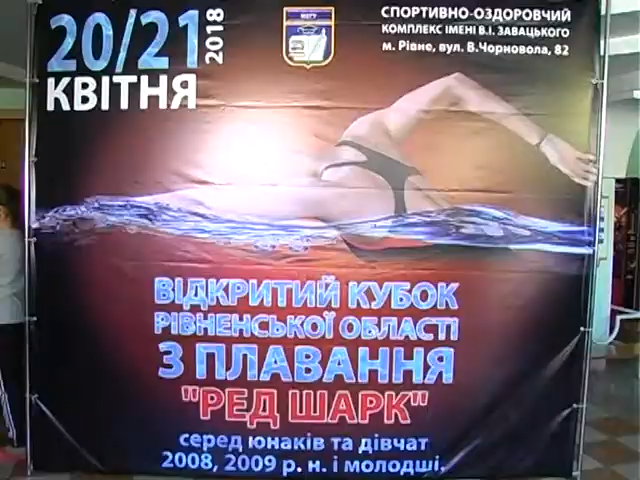 20/21 2018
КВІТНЯ
СПОРТИВНО-ОЗДОРОВЧИЙ
КОМПЛЕКС ІМЕНІ В.І. ЗАВАЦЬКОГО
м. Рівне, вул. В.Чорновола, 82
ВІДКРИТИЙ КУБОК
РІВНЕНСЬКОЇ ОБЛАСТІ
З ПЛАВАННЯ
"РЕД ШАРК"
серед юнаків та дівчат
2008, 2009 р. н. і молодші.